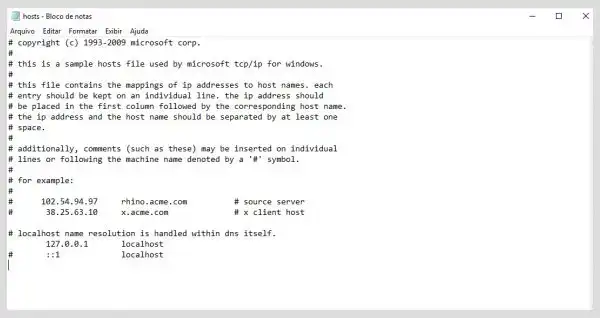 hosts - Bloco de notas
Arquivo Editar Formatar Exibir Ajuda
# copyright (c) 1993-2009 microsoft corp.
#
# this is a sample hosts file used by microsoft tcp/ip for windows.
#
# this file contains the mappings of ip addresses to host names. each
# entry should be kept on an individual line. the ip address should
# be placed in the first column followed by the corresponding host name.
# the ip address and the host name should be separated by at least one
# space.
#
# additionally, comments (such as these) may be inserted on individual
# lines or following the machine name denoted by a '#' symbol.
#
# for example:
#
# 102.54.94.97 rhino.acme.com # source server
# 38.25.63.10 x.acme.com # x client host
# localhost name resolution is handled within dns itself.
127.0.0.1 localhost
# ::1 localhost